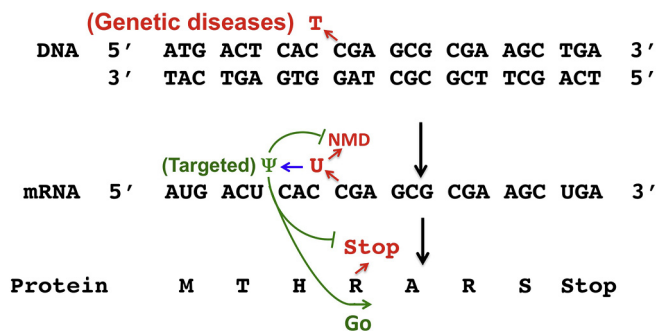 (Genetic diseases) T
DNA 5′ ATG ACT CAC CGA GCG CGA AGC TGA 3′
3′ TAC TGA GTG GAT CGC GCT TCG ACT 5′
NMD
(Targeted) Ψ U
mRNA 5′ AUG ACU CAC CGA GCG CGA AGC UGA 3′
Stop
Protein M T H R A R S Stop
Go